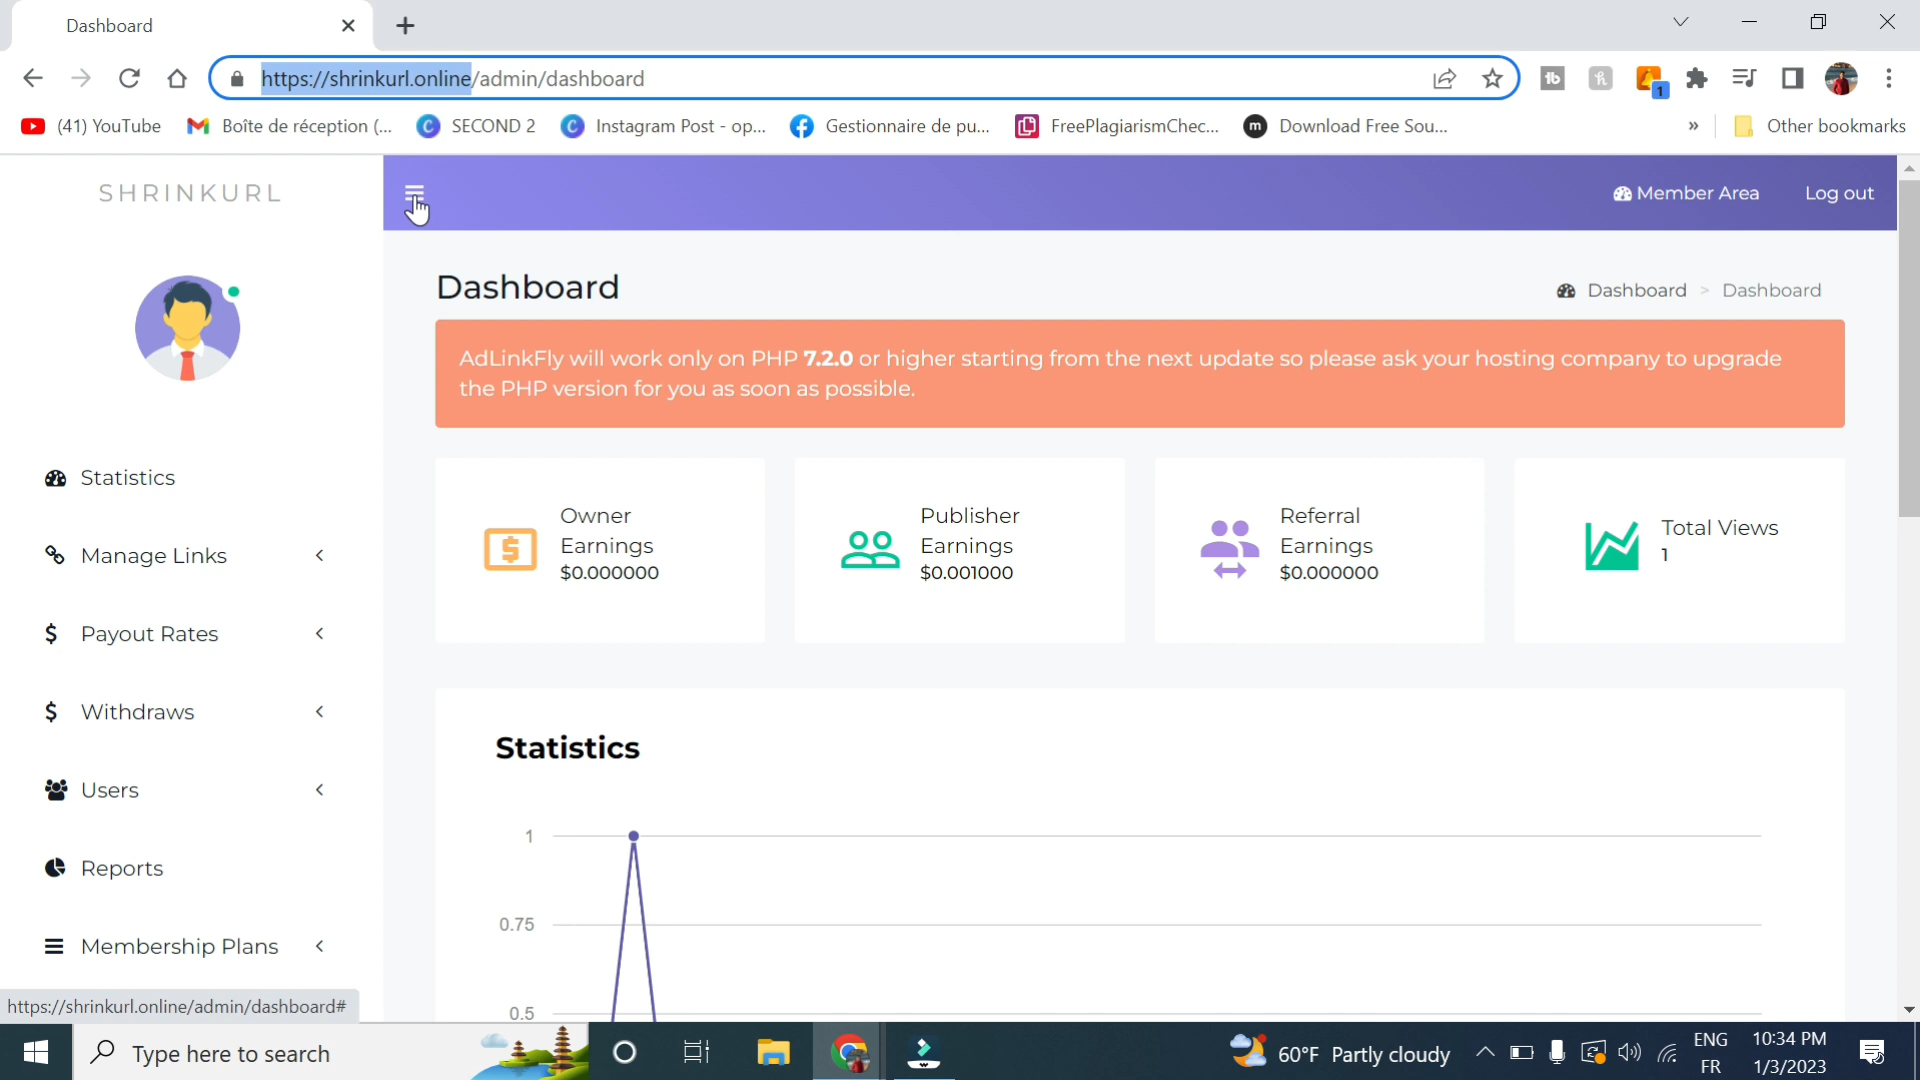 Dashboard
https://shrinkurl.online/admin/dashboard
1
(41) YouTube
Boîte de réception (...
SECOND 2
Instagram Post - op...
Gestionnaire de pu...
FreePlagiarismChec...
Download Free Sou...
»
Other bookmarks
SHRINKURL
Member Area
Log out
Dashboard
Dashboard > Dashboard
AdLinkFly will work only on PHP 7.2.0 or higher starting from the next update so please ask your hosting company to upgrade
the PHP version for you as soon as possible.
Owner
Earnings
$0.000000
Publisher
Earnings
$0.001000
Referral
Earnings
$0.000000
Total Views
1
Statistics
Manage Links
Payout Rates
Withdraws
Users
Reports
Membership Plans
Statistics
1
0.75
0.5
https://shrinkurl.online/admin/dashboard#
Type here to search
60°F Partly cloudy
ENG
FR
10:34 PM
1/3/2023